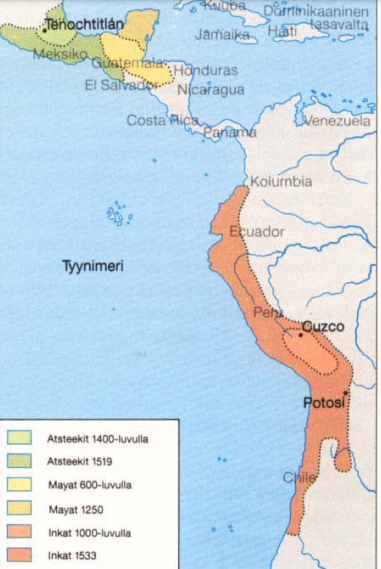 Kuuba
Dominikaaninen
tasavalta
Jamaika
Haiti
Tenochtitlán
Meksiko
Guatemala
Honduras
El Salvador
Nicaragua
Costa Rica
Panama
Venezuela
Kolumbia
Ecuador
Tyynimeri
Peru
Cuzco
Potosi
Chile
Atsteekit 1400-luvulla
Atsteekit 1519
Mayat 600-luvulla
Mayat 1250
Inkat 1000-luvulla
Inkat 1533